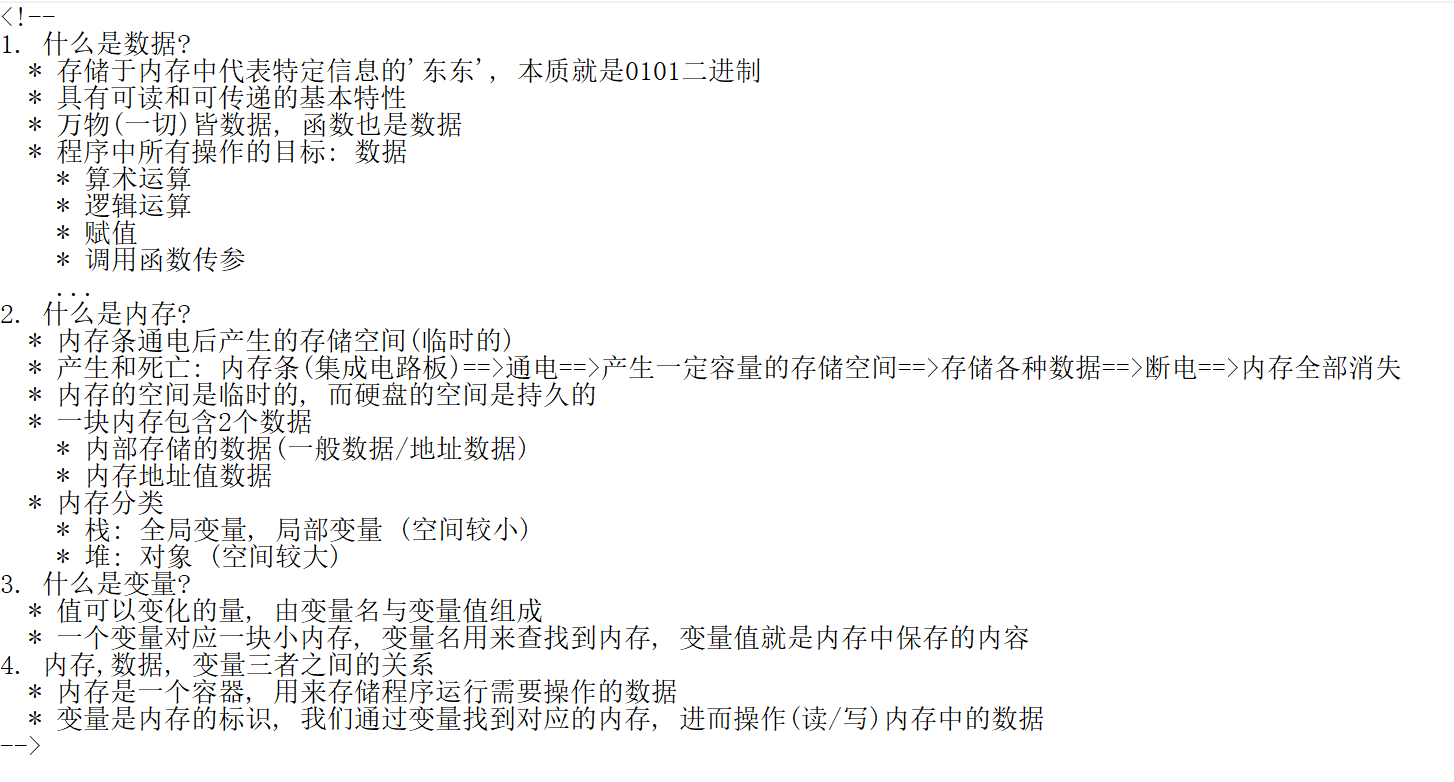 <!--
1. 什么是数据?
  * 存储于内存中代表特定信息的'东东', 本质就是0101二进制
  * 具有可读和可传递的基本特性
  * 万物(一切)皆数据, 函数也是数据
  * 程序中所有操作的目标: 数据
    * 算术运算
    * 逻辑运算
    * 赋值
    * 调用函数传参
    ...
2. 什么是内存?
  * 内存条通电后产生的存储空间(临时的)
  * 产生和死亡: 内存条(集成电路板)==>通电==>产生一定容量的存储空间==>存储各种数据==>断电==>内存全部消失
  * 内存的空间是临时的, 而硬盘的空间是持久的
  * 一块内存包含2个数据
    * 内部存储的数据(一般数据/地址数据)
    * 内存地址值数据
  * 内存分类
    * 栈: 全局变量, 局部变量 (空间较小)
    * 堆: 对象 (空间较大)
3. 什么是变量?
  * 值可以变化的量, 由变量名与变量值组成
  * 一个变量对应一块小内存, 变量名用来查找到内存, 变量值就是内存中保存的内容
4. 内存,数据, 变量三者之间的关系
  * 内存是一个容器, 用来存储程序运行需要操作的数据
  * 变量是内存的标识, 我们通过变量找到对应的内存, 进而操作(读/写)内存中的数据
-->